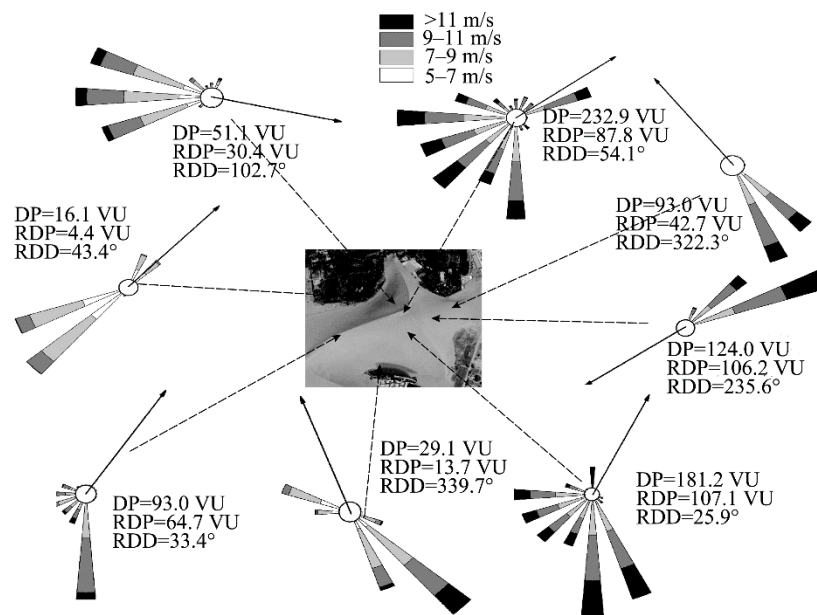 >11 m/s
9–11 m/s
7–9 m/s
5–7 m/s
DP=51.1 VU
RDP=30.4 VU
RDD=102.7°
DP=232.9 VU
RDP=87.8 VU
RDD=54.1°
DP=93.0 VU
RDP=42.7 VU
RDD=322.3°
DP=16.1 VU
RDP=4.4 VU
RDD=43.4°
DP=124.0 VU
RDP=106.2 VU
RDD=235.6°
DP=93.0 VU
RDP=64.7 VU
RDD=33.4°
DP=29.1 VU
RDP=13.7 VU
RDD=339.7°
DP=181.2 VU
RDP=107.1 VU
RDD=25.9°